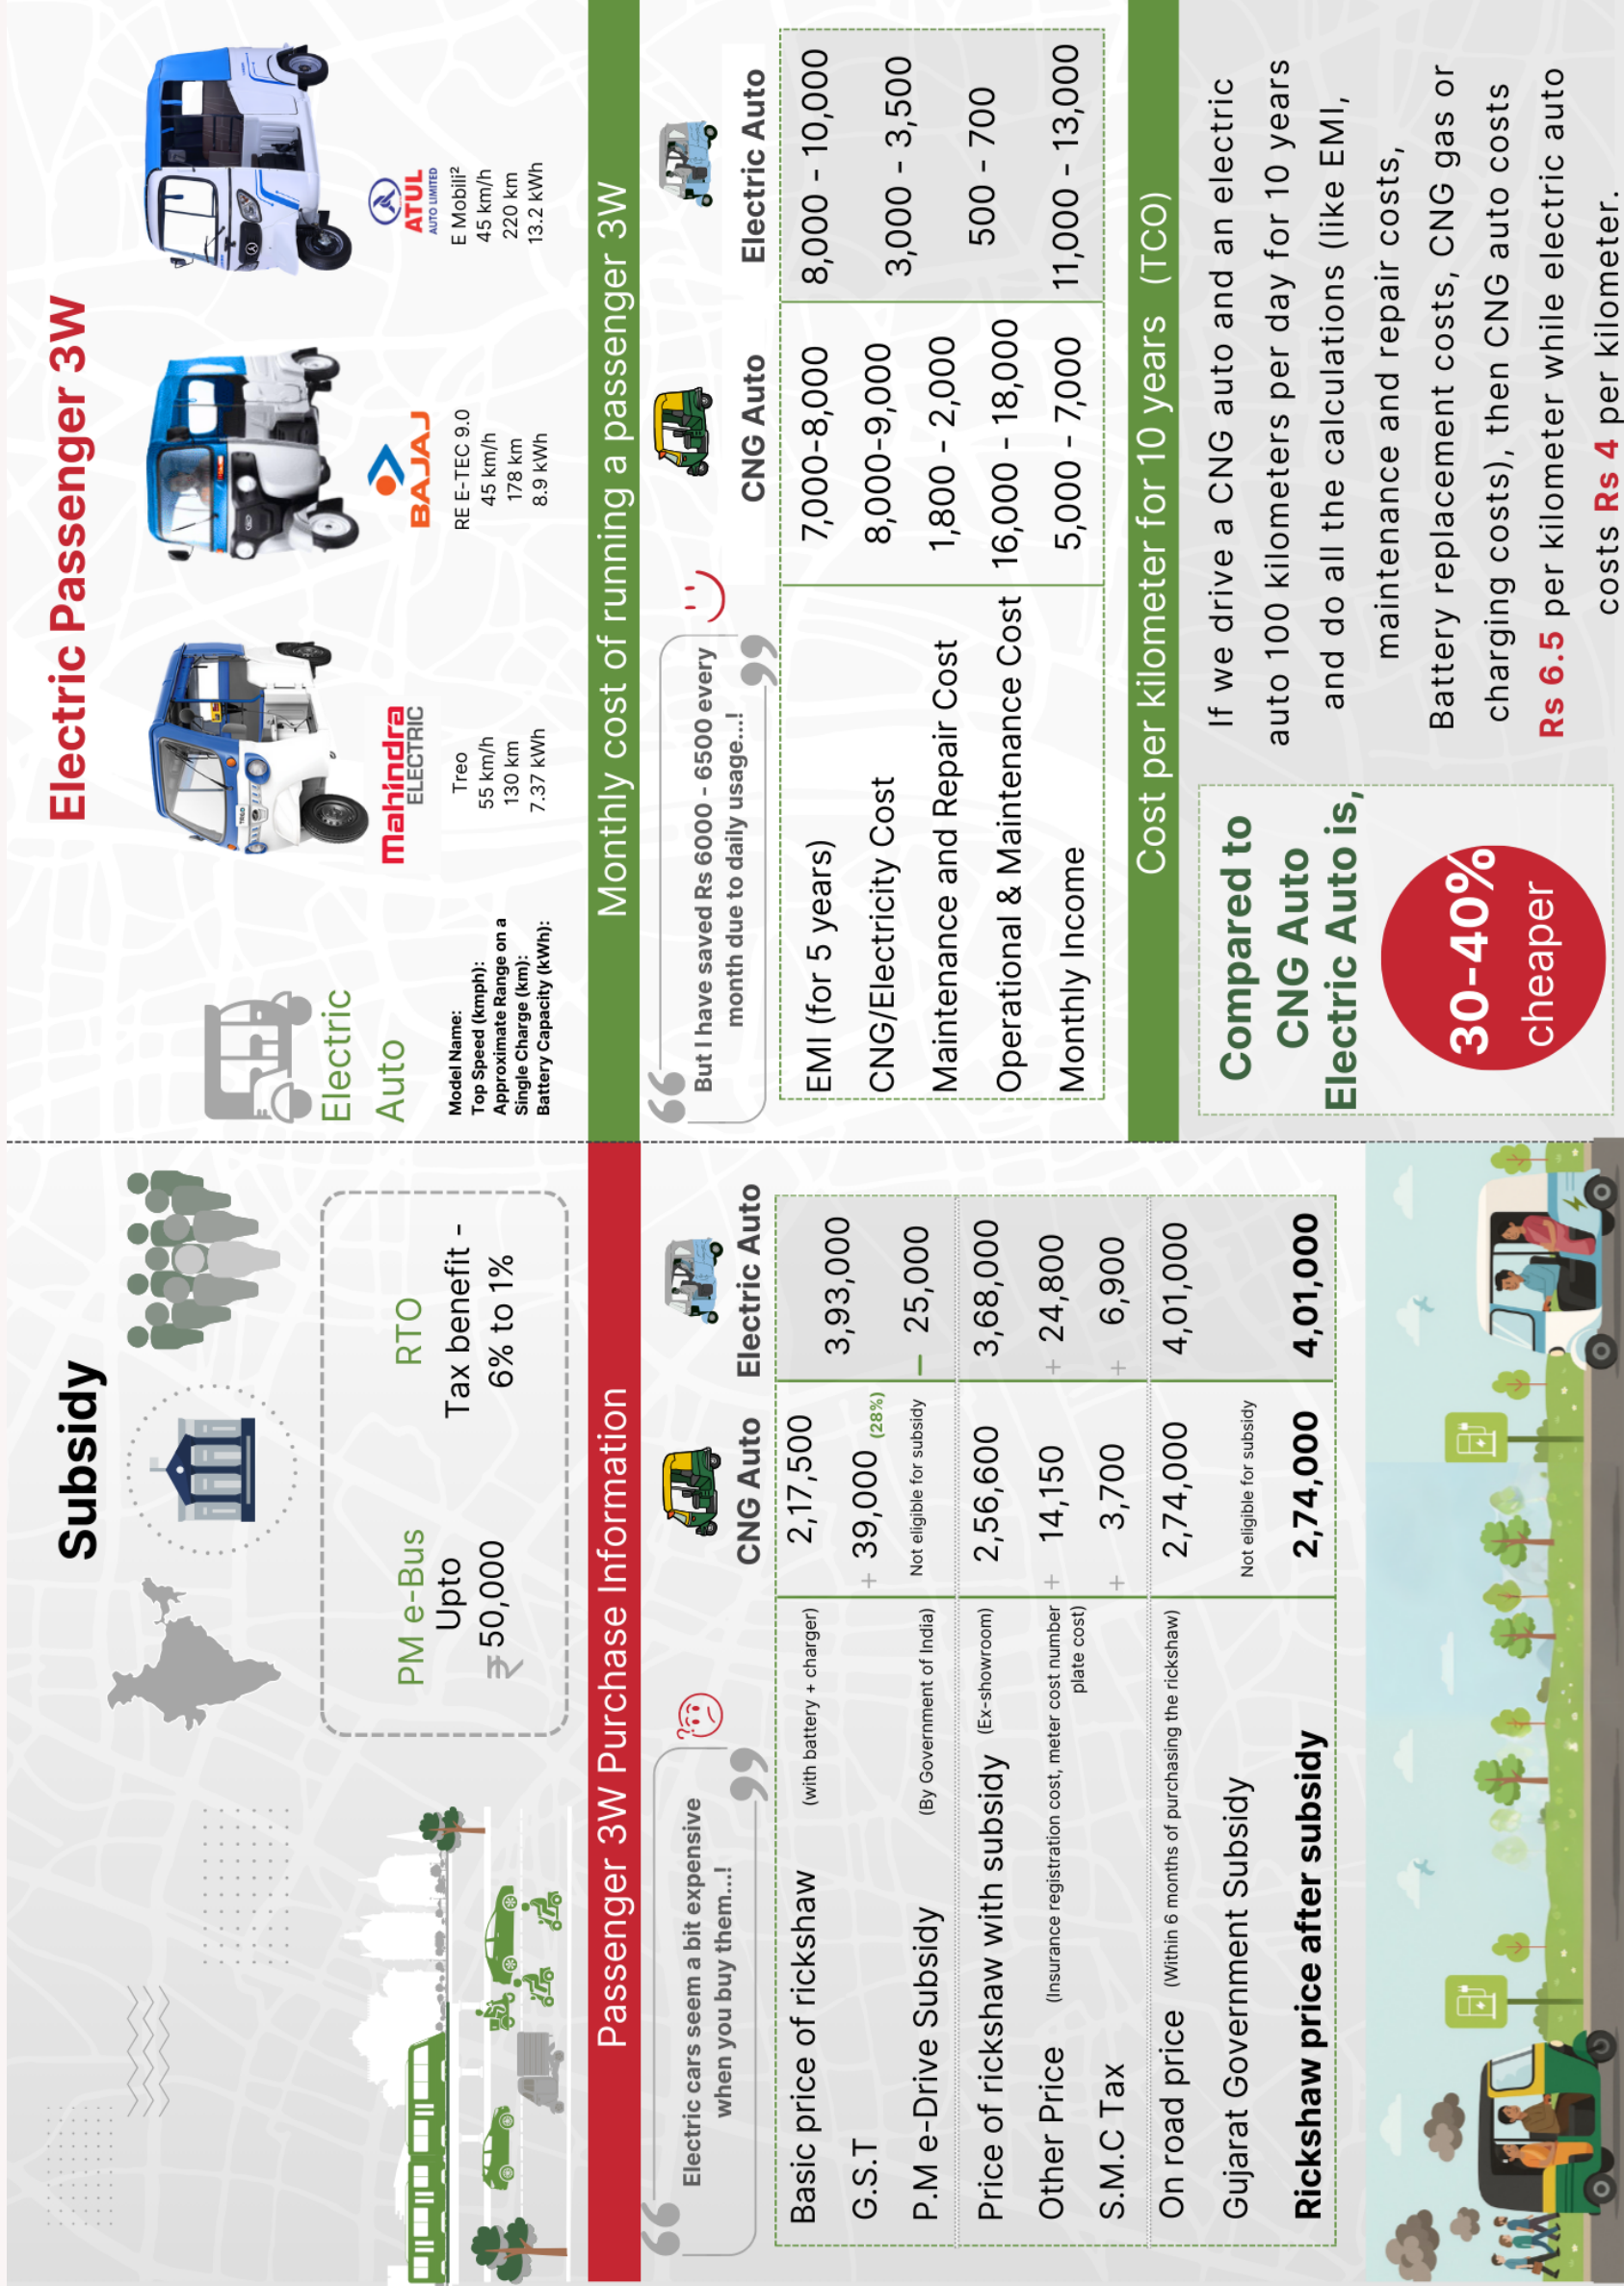 Subsidy
PM e-Bus
Upto
₹ 50,000
RTO
Tax benefit -
6% to 1%
Passenger 3W Purchase Information
Electric cars seem a bit expensive
when you buy them...!
CNG Auto Electric Auto
Basic price of rickshaw (with battery + charger) 2,17,500 3,93,000
G.S.T + 39,000 (28%)
P.M e-Drive Subsidy (By Government of India) Not eligible for subsidy – 25,000
Price of rickshaw with subsidy (Ex-showroom) 2,56,600 3,68,000
Other Price (Insurance registration cost, meter cost number + 14,150 + 24,800
plate cost)
S.M.C Tax + 3,700 + 6,900
On road price (Within 6 months of purchasing the rickshaw) 2,74,000 4,01,000
Gujarat Government Subsidy Not eligible for subsidy
Rickshaw price after subsidy 2,74,000 4,01,000
Electric Passenger 3W
Electric
Auto
Model Name:
Top Speed (kmph):
Approximate Range on a
Single Charge (km):
Battery Capacity (kWh):
mahindra
ELECTRIC
Treo
55 km/h
130 km
7.37 kWh
BAJAJ
RE E-TEC 9.0
45 km/h
178 km
8.9 kWh
ATUL
AUTO LIMITED
E Mobili²
45 km/h
220 km
13.2 kWh
Monthly cost of running a passenger 3W
But I have saved Rs 6000 - 6500 every
month due to daily usage...!
CNG Auto Electric Auto
EMI (for 5 years) 7,000-8,000 8,000 - 10,000
CNG/Electricity Cost 8,000-9,000 3,000 - 3,500
Maintenance and Repair Cost 1,800 - 2,000 500 - 700
Operational & Maintenance Cost 16,000 - 18,000 11,000 - 13,000
Monthly Income 5,000 - 7,000
Cost per kilometer for 10 years (TCO)
Compared to
CNG Auto
Electric Auto is,
30-40%
cheaper
If we drive a CNG auto and an electric
auto 100 kilometers per day for 10 years
and do all the calculations (like EMI,
maintenance and repair costs,
Battery replacement costs, CNG gas or
charging costs), then CNG auto costs
Rs 6.5 per kilometer while electric auto
costs Rs 4 per kilometer.